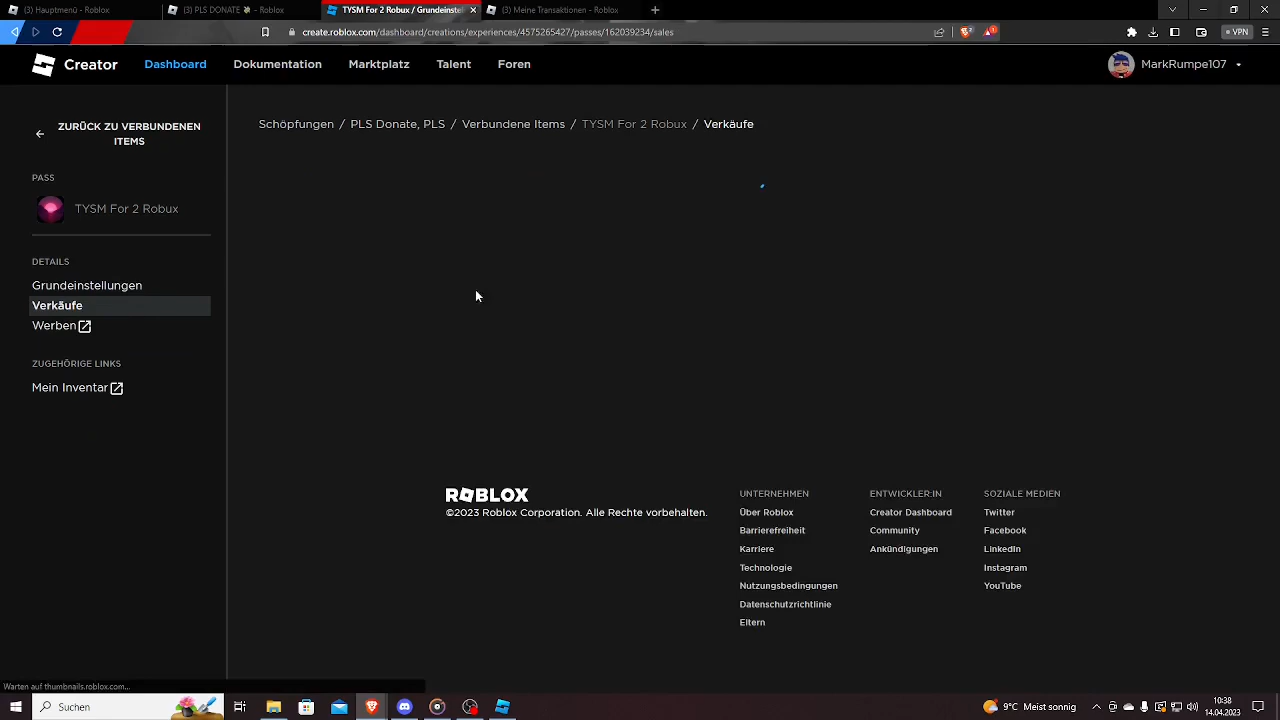 (3) Hauptmenü - Roblox
(3) PLS DONATE - Roblox
TYSM For 2 Robux / Grundeinste
(3) Meine Transaktionen - Roblox
create.roblox.com/dashboard/creations/experiences/4575265427/passes/162039234/sales
VPN
Creator
Dashboard
Dokumentation
Marktplatz
Talent
Foren
MarkRumpe107
ZURÜCK ZU VERBUNDENEN
ITEMS
Schöpfungen / PLS Donate, PLS / Verbundene Items / TYSM For 2 Robux / Verkäufe
PASS
TYSM For 2 Robux
DETAILS
Grundeinstellungen
Verkäufe
Werben
ZUGEHÖRIGE LINKS
Mein Inventar
ROBLOX
©2023 Roblox Corporation. Alle Rechte vorbehalten.
UNTERNEHMEN
Über Roblox
Barrierefreiheit
Karriere
Technologie
Nutzungsbedingungen
Datenschutzrichtlinie
Eltern
ENTWICKLER:IN
Creator Dashboard
Community
Ankündigungen
SOZIALE MEDIEN
Twitter
Facebook
LinkedIn
Instagram
YouTube
Warten auf thumbnails.roblox.com...
Suchen
9°C Meist sonnig
10:38
14.04.2023